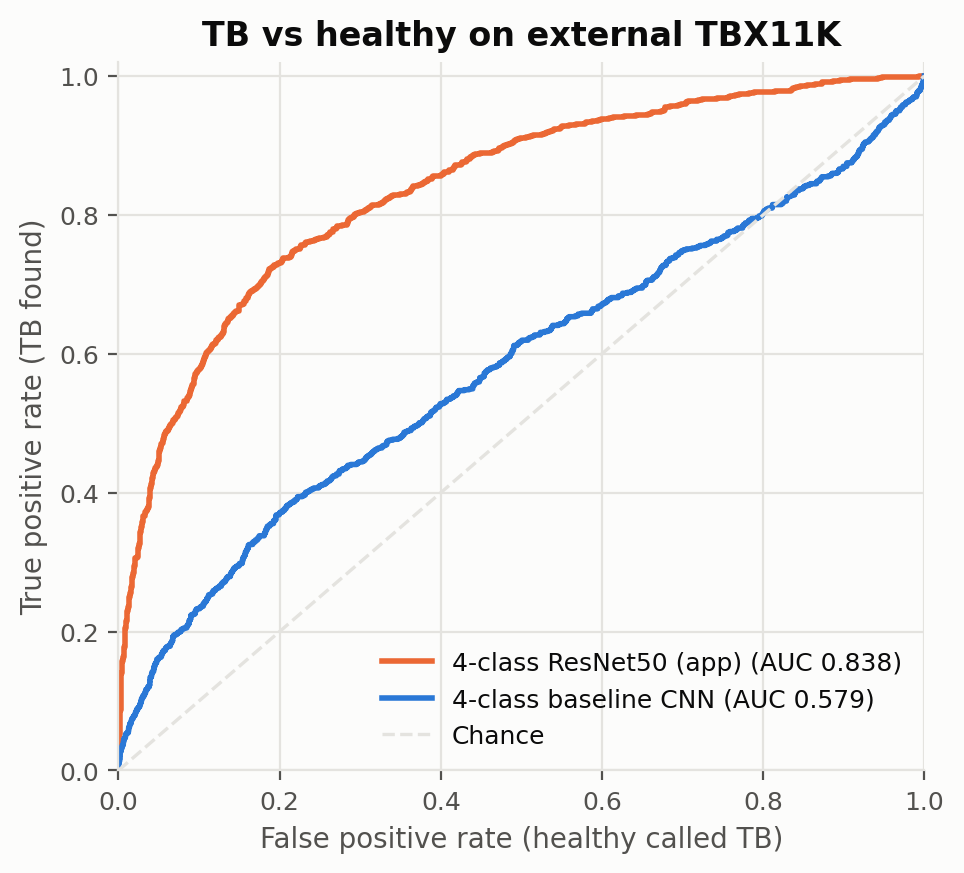 TB vs healthy on external TBX11K
1.0
0.8
0.6
0.4
0.2
0.0
True positive rate (TB found)
4-class ResNet50 (app) (AUC 0.838)
4-class baseline CNN (AUC 0.579)
Chance
0.0 0.2 0.4 0.6 0.8 1.0
False positive rate (healthy called TB)